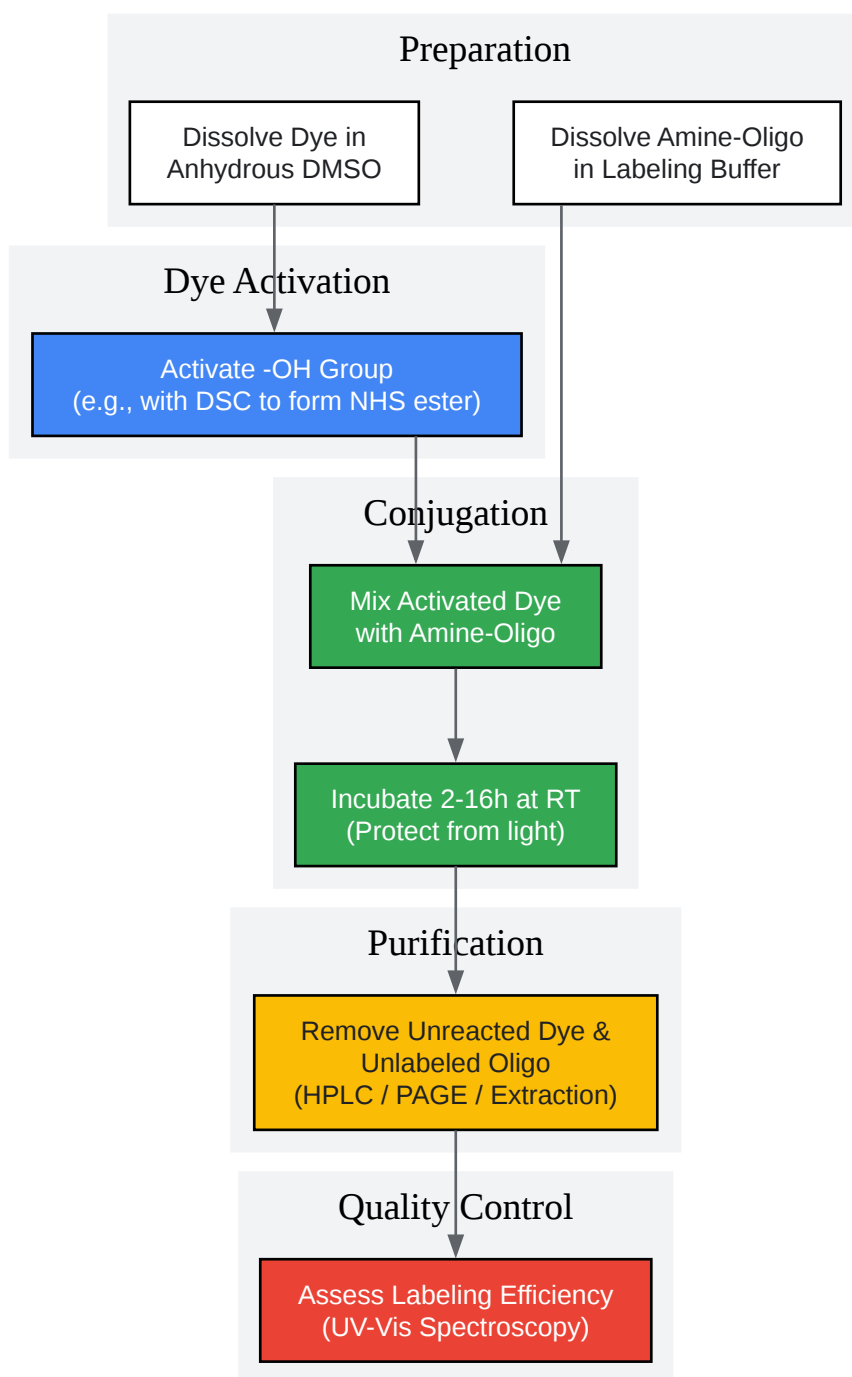 Preparation
Dissolve Dye in
Anhydrous DMSO
Dissolve Amine-Oligo
in Labeling Buffer
Dye Activation
Activate -OH Group
(e.g., with DSC to form NHS ester)
Conjugation
Mix Activated Dye
with Amine-Oligo
Incubate 2-16h at RT
(Protect from light)
Purification
Remove Unreacted Dye &
Unlabeled Oligo
(HPLC / PAGE / Extraction)
Quality Control
Assess Labeling Efficiency
(UV-Vis Spectroscopy)